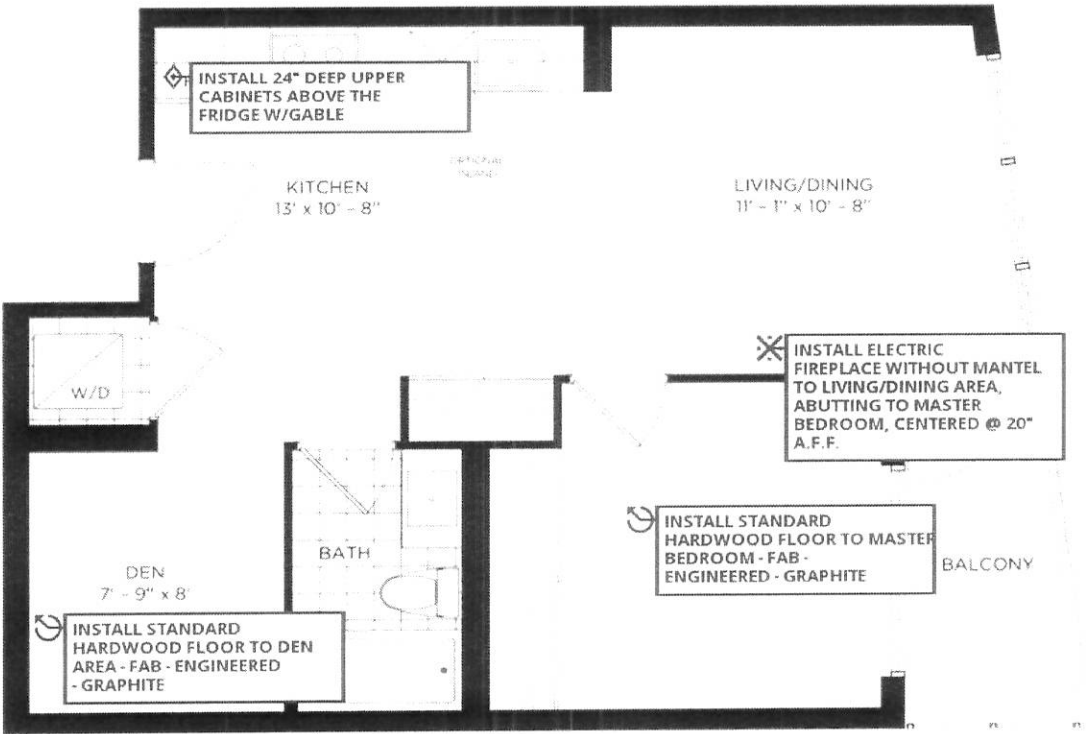 INSTALL 24" DEEP UPPER
CABINETS ABOVE THE
FRIDGE W/GABLE
OPTIONAL
ISLAND
KITCHEN
13' x 10' - 8"
LIVING/DINING
11' - 1" x 10' - 8"
W/D
INSTALL ELECTRIC
FIREPLACE WITHOUT MANTEL
TO LIVING/DINING AREA,
ABUTTING TO MASTER
BEDROOM, CENTERED @ 20"
A.F.F.
INSTALL STANDARD
HARDWOOD FLOOR TO MASTER
BEDROOM - FAB -
ENGINEERED - GRAPHITE
BALCONY
BATH
DEN
7' - 9" x 8'
INSTALL STANDARD
HARDWOOD FLOOR TO DEN
AREA - FAB - ENGINEERED
- GRAPHITE